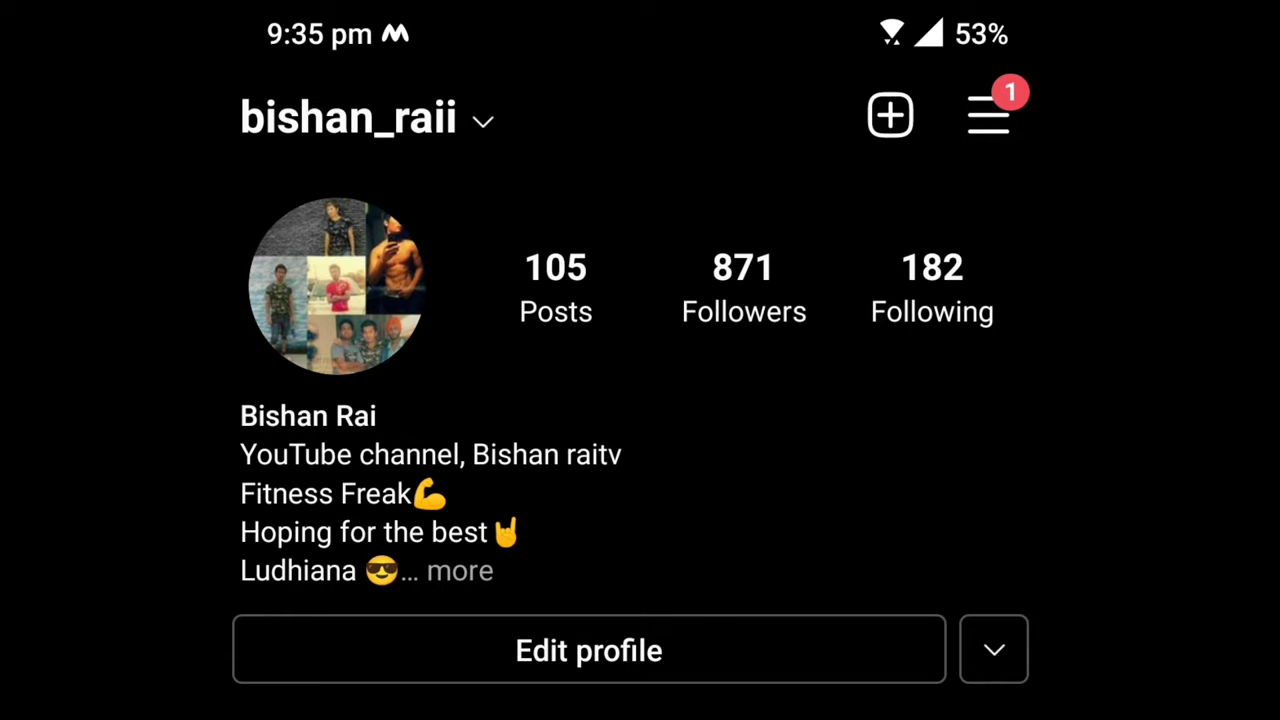 9:35 pm 53%
bishan_raii
1
105 871 182
Posts Followers Following
Bishan Rai
YouTube channel, Bishan raitv
Fitness Freak💪
Hoping for the best🤘
Ludhiana 😎... more
Edit profile